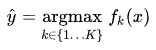 ŷ = argmax f_k(x)
k∈{1…K}